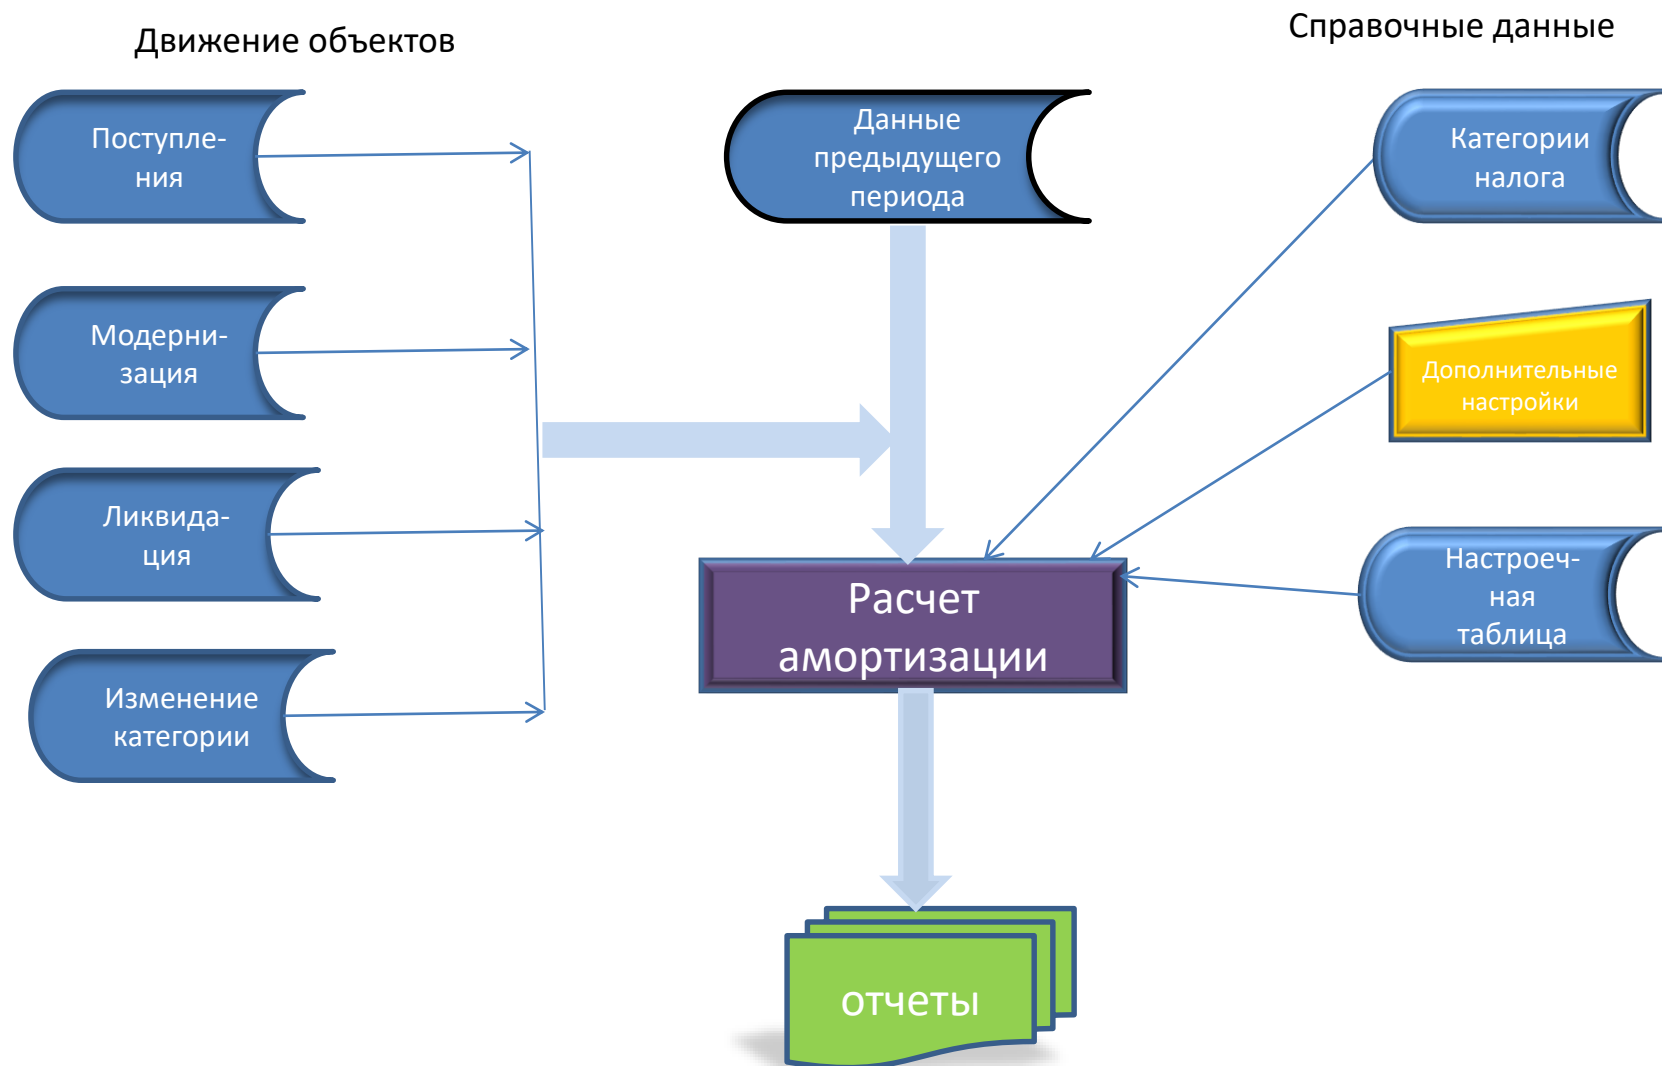 Движение объектов
Справочные данные
Поступле-
ния
Данные
предыдущего
периода
Категории
налога
Модерни-
зация
Дополнительные
настройки
Ликвида-
ция
Настроеч-
ная
таблица
Расчет
амортизации
Изменение
категории
отчеты